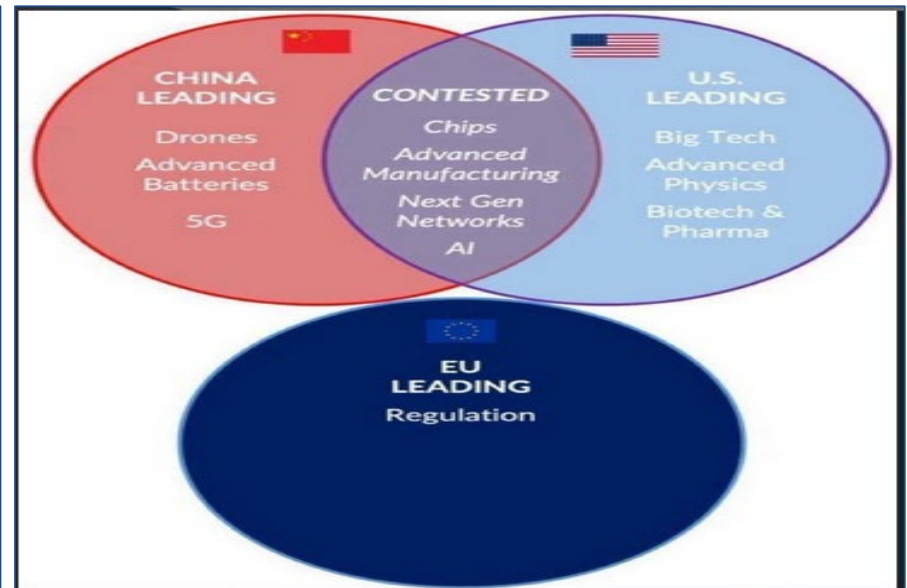 CHINA
LEADING
Drones
Advanced
Batteries
5G
CONTESTED
Chips
Advanced
Manufacturing
Next Gen
Networks
AI
U.S.
LEADING
Big Tech
Advanced
Physics
Biotech &
Pharma
EU
LEADING
Regulation